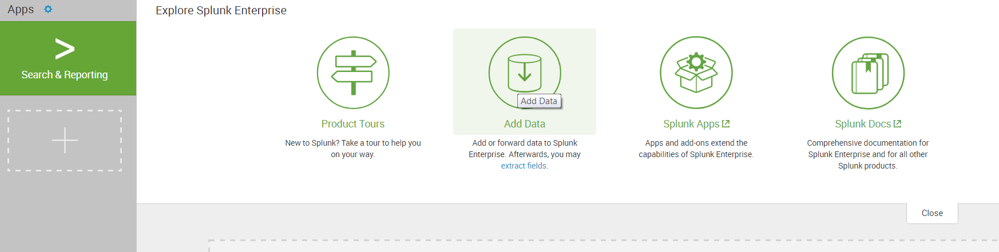 Apps
Explore Splunk Enterprise
>
Search & Reporting
Add Data
Product Tours
Add Data
Splunk Apps
Splunk Docs
New to Splunk? Take a tour to help you
on your way.
Add or forward data to Splunk
Enterprise. Afterwards, you may
extract fields.
Apps and add-ons extend the
capabilities of Splunk Enterprise.
Comprehensive documentation for
Splunk Enterprise and for all other
Splunk products.
Close